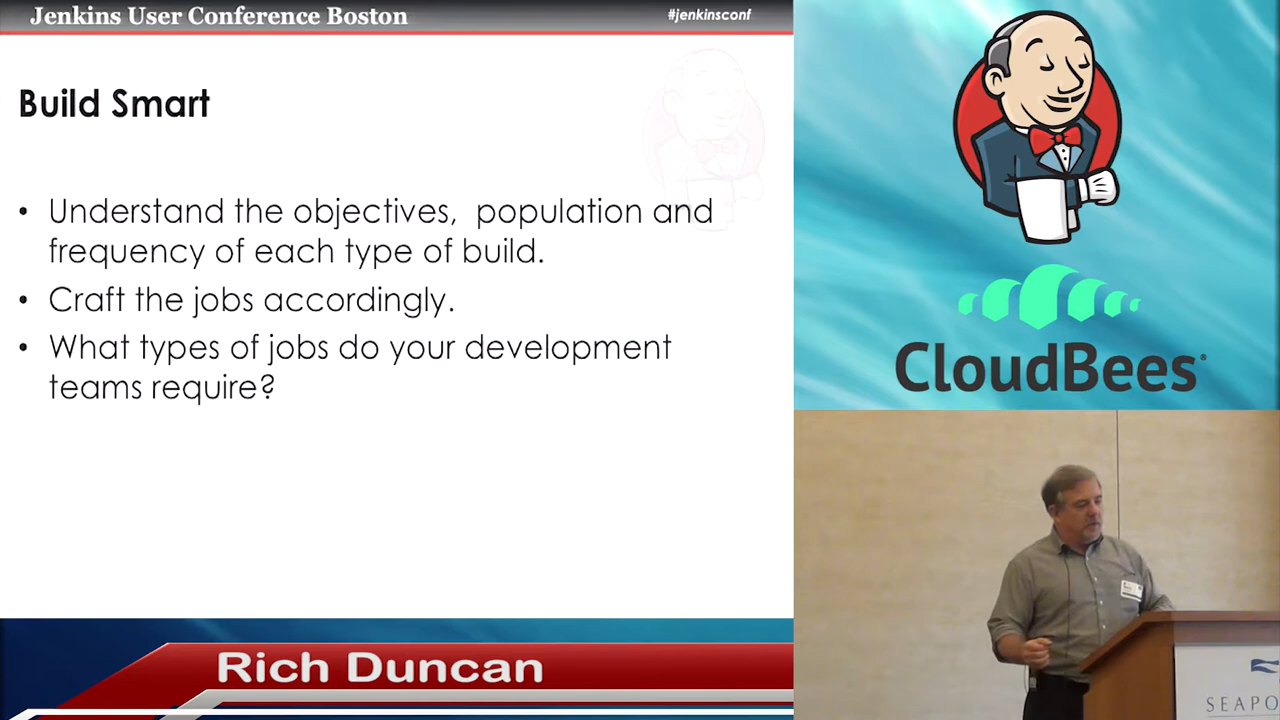 Jenkins User Conference Boston
#jenkinsconf
Build Smart
• Understand the objectives, population and
frequency of each type of build.
• Craft the jobs accordingly.
• What types of jobs do your development
teams require?
CloudBees
Rich Duncan